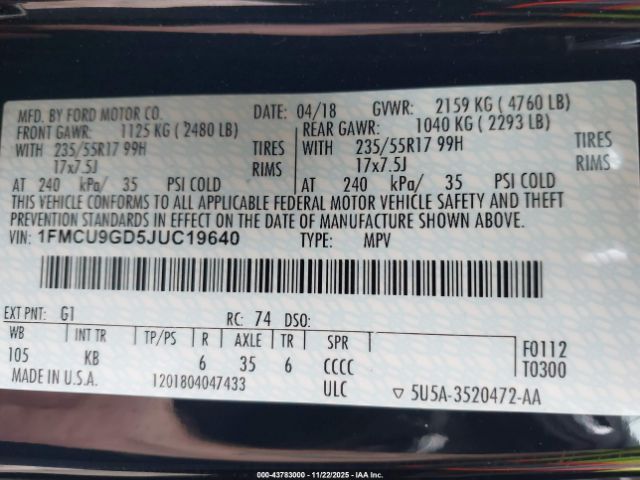 MFD. BY FORD MOTOR CO.
DATE: 04/18 GVWR: 2159 KG ( 4760 LB)
FRONT GAWR: 1125 KG ( 2480 LB)
WITH 235/55R17 99H TIRES
17x7.5J RIMS
AT 240 kPa/ 35 PSI COLD
REAR GAWR: 1040 KG ( 2293 LB)
WITH 235/55R17 99H TIRES
17x7.5J RIMS
AT 240 kPa/ 35 PSI COLD
THIS VEHICLE CONFORMS TO ALL APPLICABLE FEDERAL MOTOR VEHICLE SAFETY AND THEFT
PREVENTION STANDARDS IN EFFECT ON THE DATE OF MANUFACTURE SHOWN ABOVE.
VIN: 1FMCU9GD5JUC19640 TYPE: MPV
EXT PNT: G1 RC: 74 DSO:
WB INT TR TP/PS R AXLE TR SPR
105 KB 6 35 6 CCCC
F0112
T0300
MADE IN U.S.A. 1201804047433 ULC ▽ 5U5A-3520472-AA
000-43783000 - 11/22/2025 - IAA Inc.